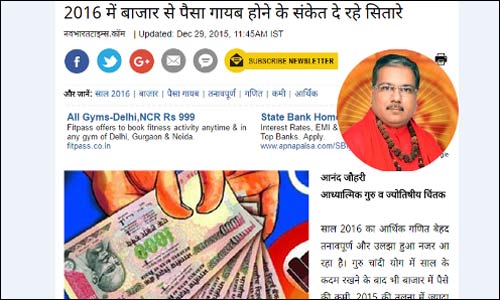 2016 में बाजार से पैसा गायब होने के संकेत दे रहे सितारे
नवभारतटाइम्स.कॉम | Updated: Dec 29, 2015, 11:45AM IST
SUBSCRIBE NEWSLETTER
और जानें: साल 2016 | बाजार | पैसा गायब | तनावपूर्ण | गणित | कमी | आर्थिक
All Gyms-Delhi,NCR Rs 999
Fitpass offers to book fitness activity anytime & in any gym of Delhi, Gurgaon & Noida
fitpass.co.in
State Bank Home
Interest Rates, EMI &
Top Banks. Apply.
www.apnapaisa.com/SB
आनंद जौहरी
आध्यात्मिक गुरु व ज्योतिषीय चिंतक
साल 2016 का आर्थिक गणित बेहद
तनावपूर्ण और उलझा हुआ नजर आ
रहा है। गुरु चांदी योग में साल के
कदम रखने के बाद भी बाजार में पैसे
की कमी, 2015 की तुलना में ज्यादा